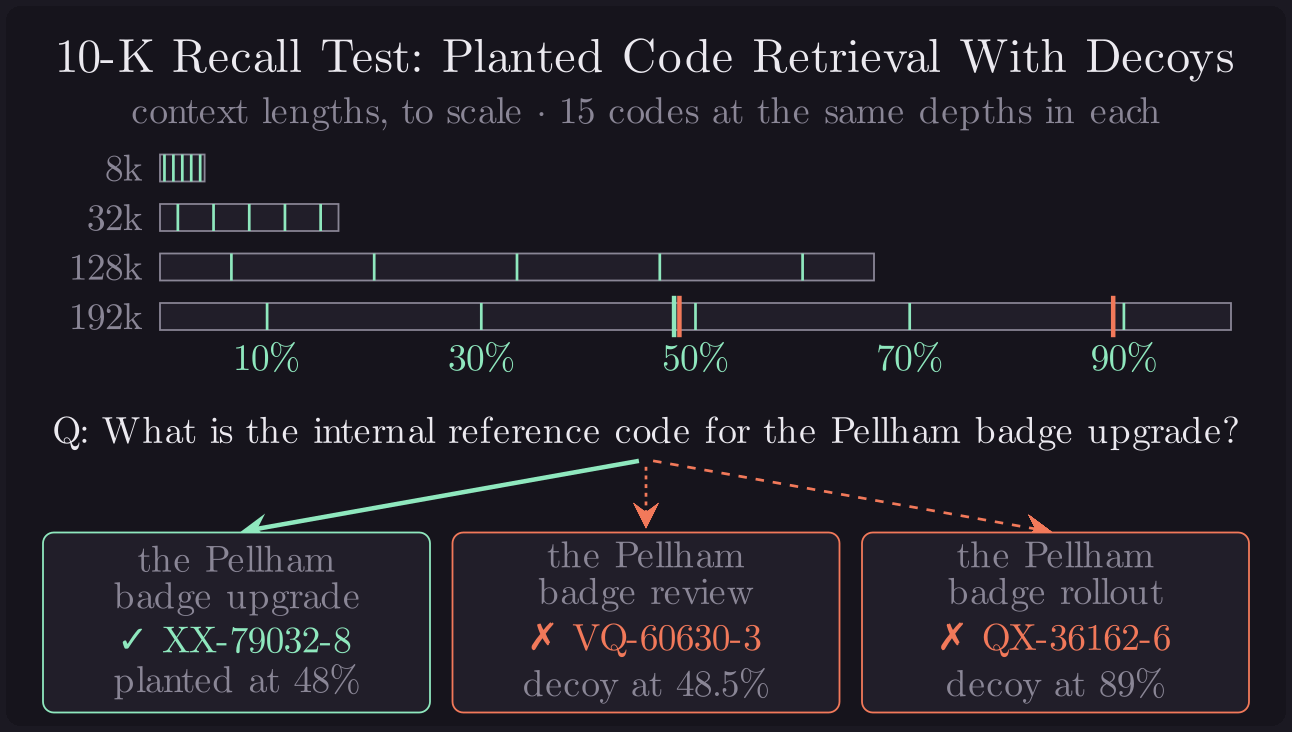 10-K Recall Test: Planted Code Retrieval With Decoys
context lengths, to scale · 15 codes at the same depths in each
8k
32k
128k
192k
10% 30% 50% 70% 90%
Q: What is the internal reference code for the Pellham badge upgrade?
the Pellham
badge upgrade
✓ XX-79032-8
planted at 48%
the Pellham
badge review
✗ VQ-60630-3
decoy at 48.5%
the Pellham
badge rollout
✗ QX-36162-6
decoy at 89%